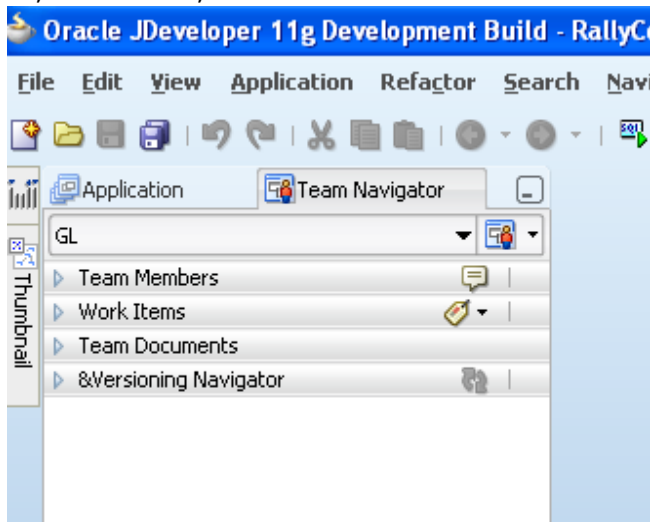 Oracle JDeveloper 11g Development Build - RallyCo
File Edit View Application Refactor Search Navi
Application Team Navigator
GL
Thumbnail
Team Members
Work Items
Team Documents
&Versioning Navigator